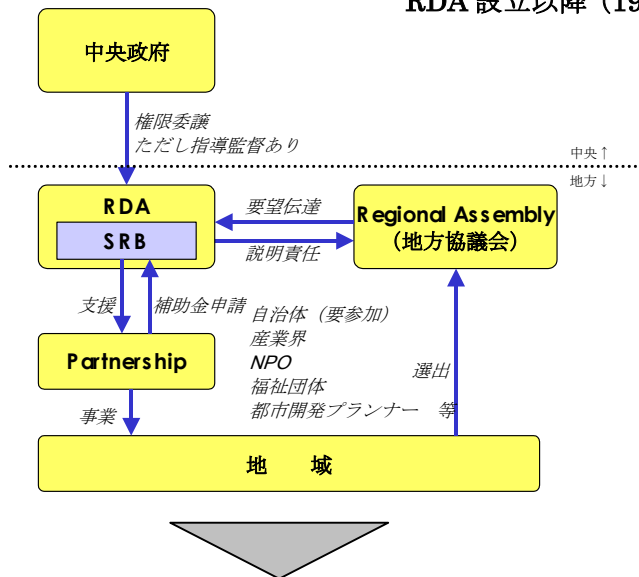 RDA 設立以降（19
中央政府
権限委譲
ただし指導監督あり
中央↑
地方↓
RDA
SRB
要望伝達
説明責任
Regional Assembly
（地方協議会）
支援
補助金申請
自治体（要参加）
産業界
NPO
福祉団体
都市開発プランナー　等
選出
Partnership
事業
地　域